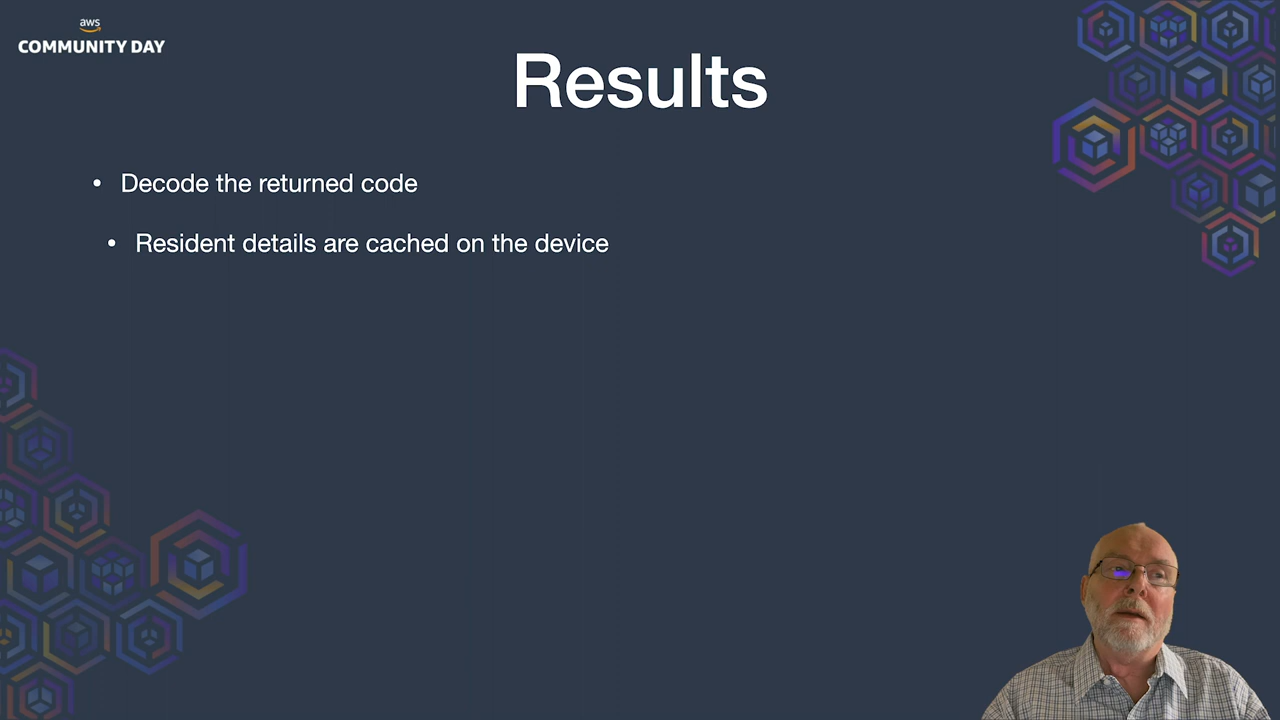 aws
COMMUNITY DAY
Results
• Decode the returned code
• Resident details are cached on the device